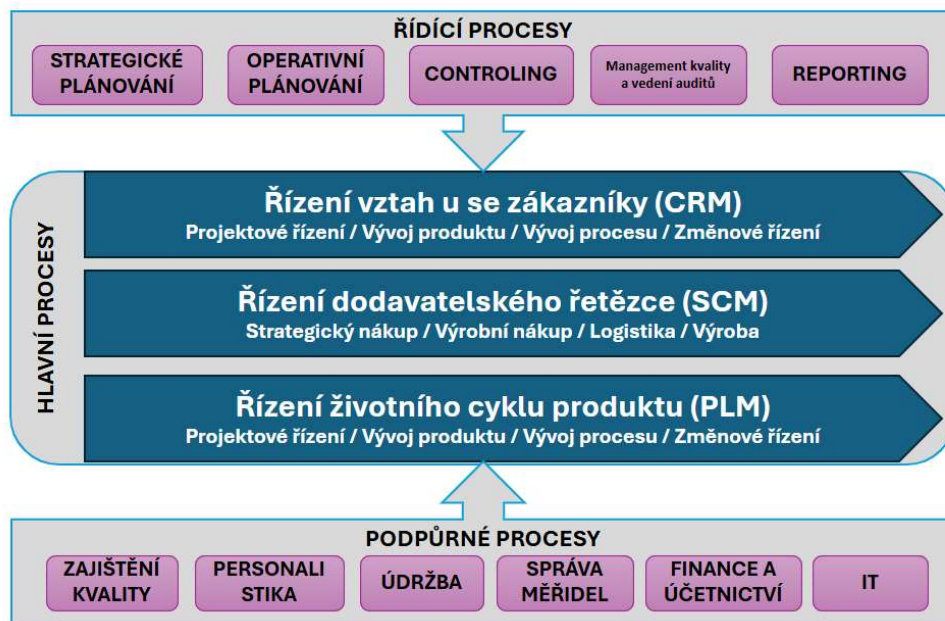 ŘÍDÍCÍ PROCESY
STRATEGICKÉ
PLÁNOVÁNÍ
OPERATIVNÍ
PLÁNOVÁNÍ
CONTROLING
Management kvality
a vedení auditů
REPORTING
HLAVNÍ PROCESY
Řízení vztah u se zákazníky (CRM)
Projektové řízení / Vývoj produktu / Vývoj procesu / Změnové řízení
Řízení dodavatelského řetězce (SCM)
Strategický nákup / Výrobní nákup / Logistika / Výroba
Řízení životního cyklu produktu (PLM)
Projektové řízení / Vývoj produktu / Vývoj procesu / Změnové řízení
PODPŮRNÉ PROCESY
ZAJIŠTĚNÍ
KVALITY
PERSONALI
STIKA
ÚDRŽBA
SPRÁVA
MĚŘIDEL
FINANCE A
ÚČETNICTVÍ
IT